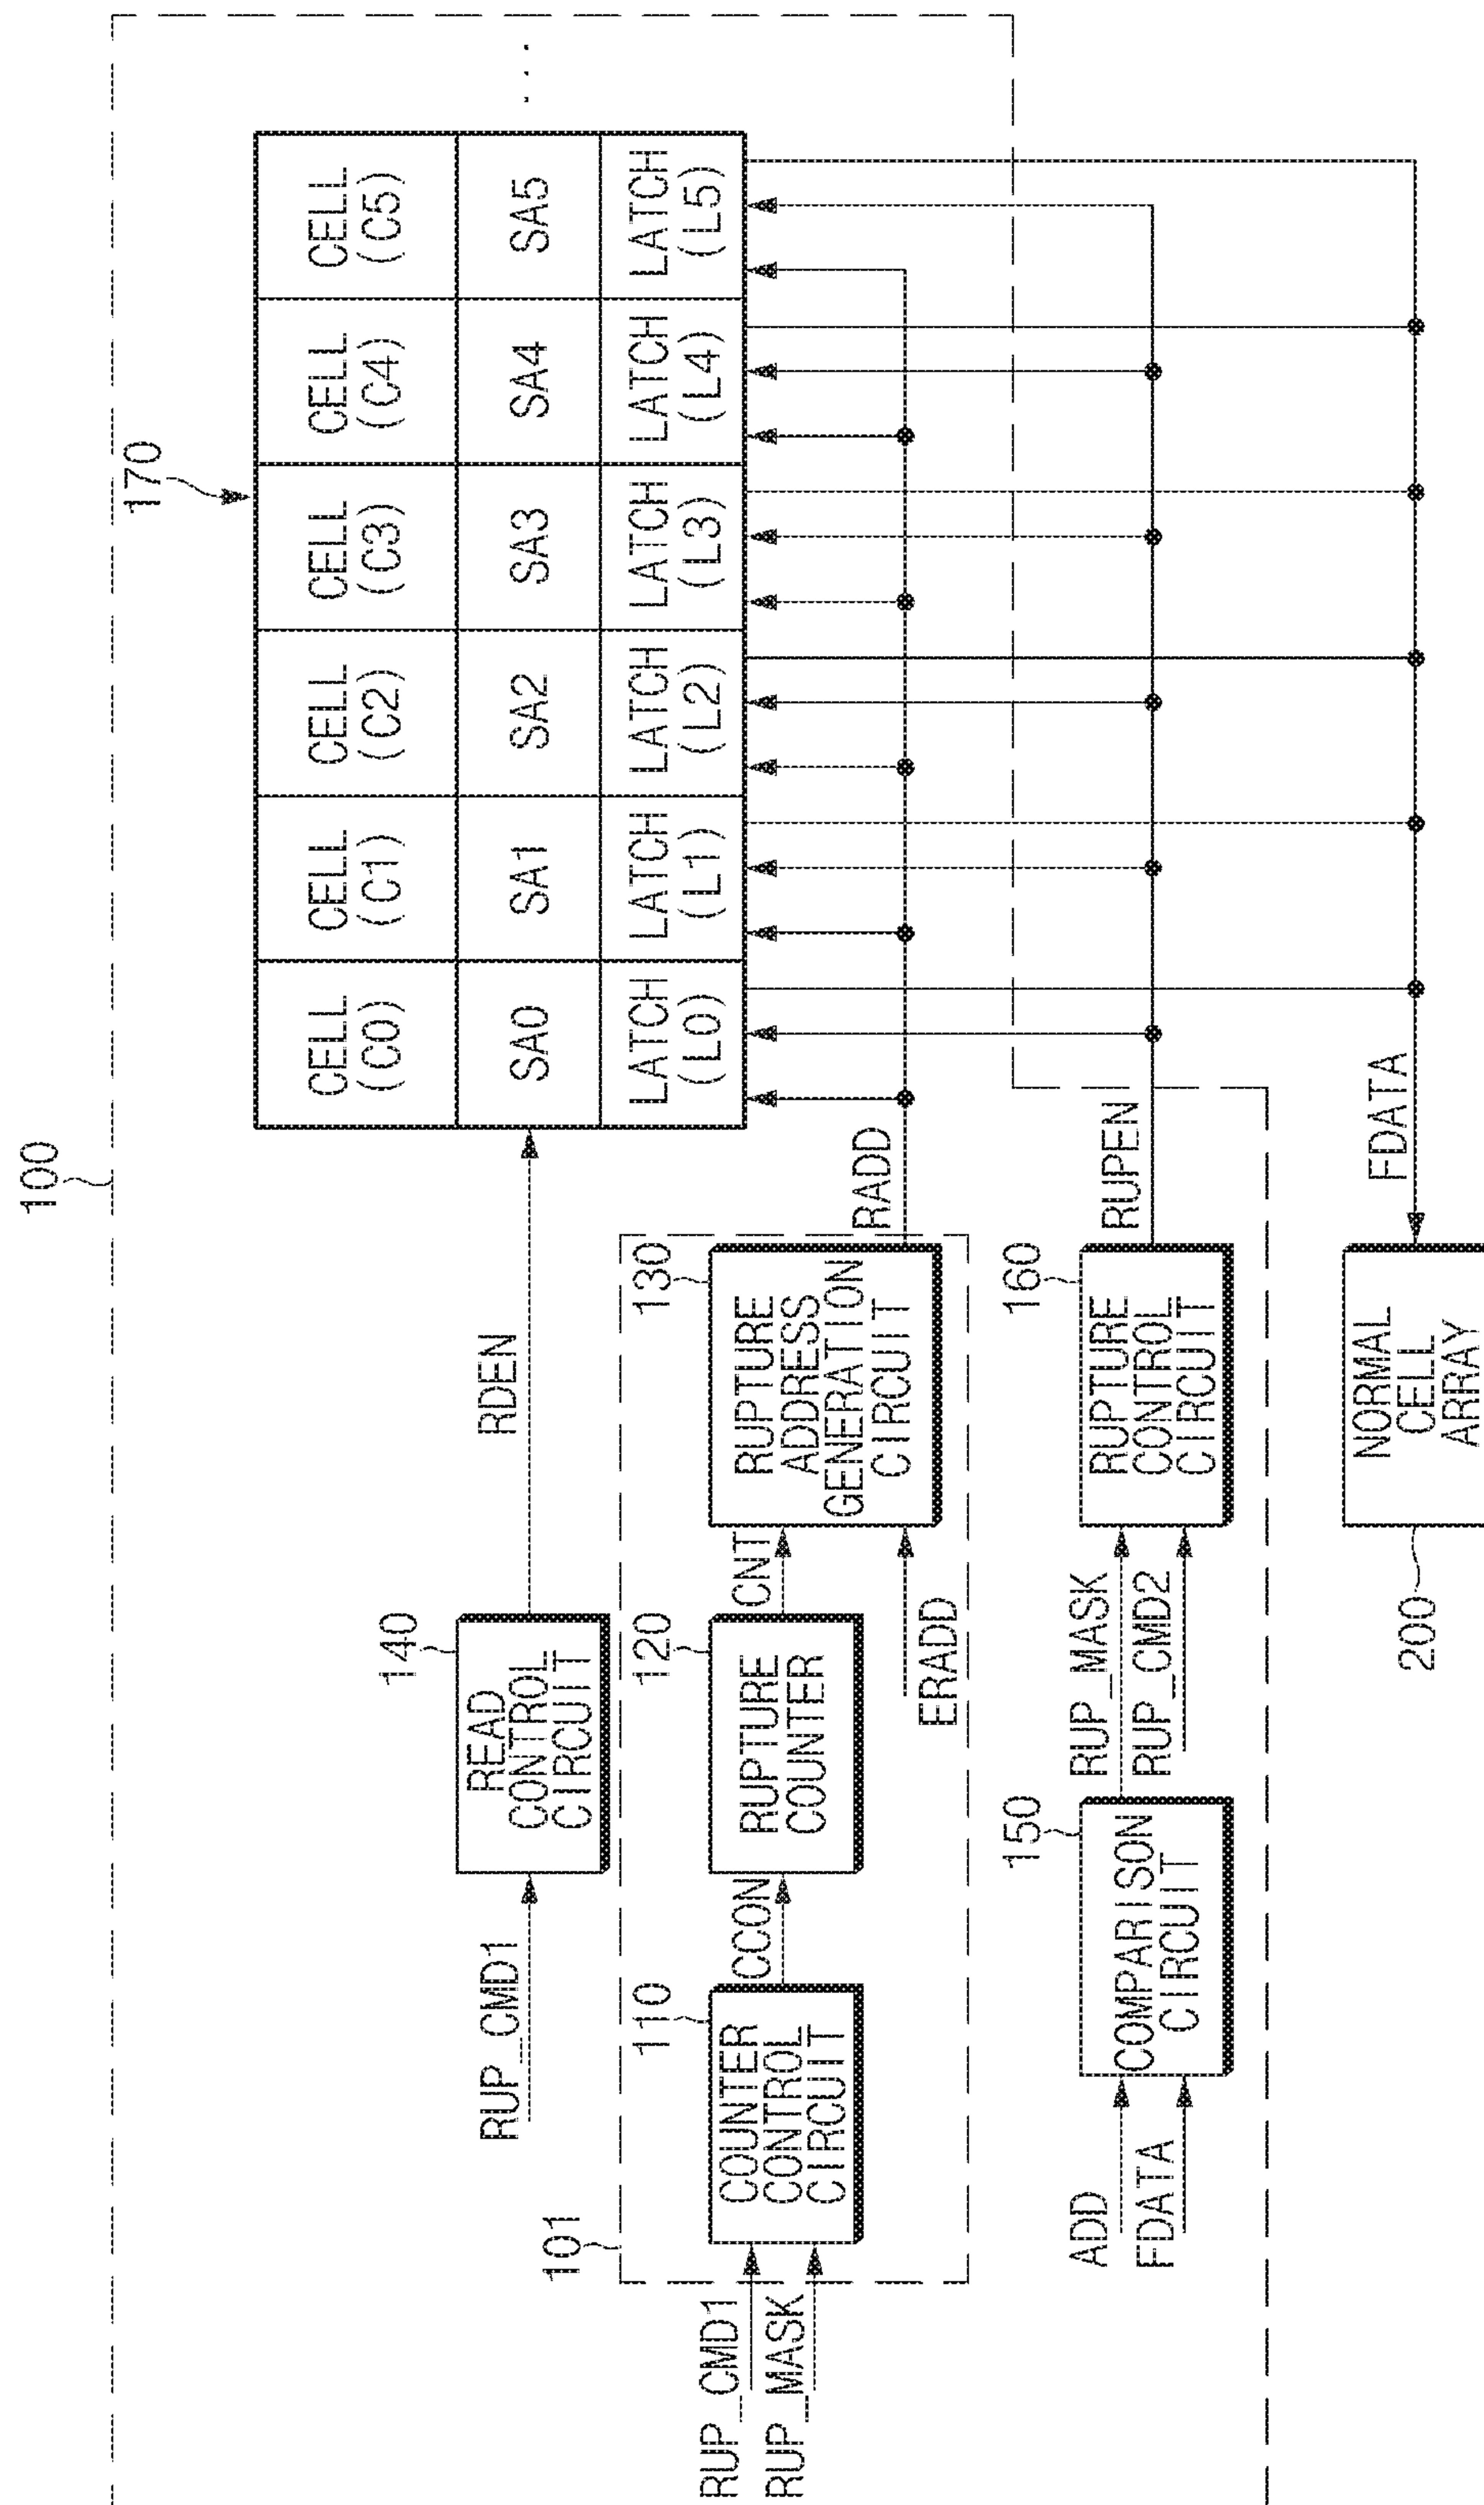 100
170
CELL
(C0)
CELL
(C1)
CELL
(C2)
CELL
(C3)
CELL
(C4)
CELL
(C5)
...
SA0
SA1
SA2
SA3
SA4
SA5
LATCH
(L0)
LATCH
(L1)
LATCH
(L2)
LATCH
(L3)
LATCH
(L4)
LATCH
(L5)
RUP_CMD1
140
READ
CONTROL
CIRCUIT
RDEN
101
RUP_CMD1
RUP_MASK
110
COUNTER
CONTROL
CIRCUIT
CCON
120
RUPTURE
COUNTER
CNT
ERADD
130
RUPTURE
ADDRESS
GENERATION
CIRCUIT
RADD
ADD
FDATA
150
COMPARISON
CIRCUIT
RUP_MASK
RUP_CMD2
160
RUPTURE
CONTROL
CIRCUIT
RUPEN
200
NORMAL
CELL
ARRAY
FDATA